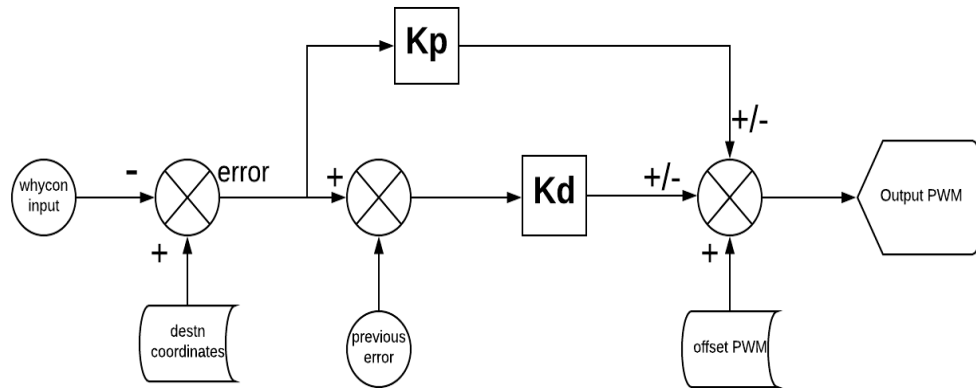 Kp
+/-
whycon
input
-
error
+
Kd
+/-
Output PWM
+
+
destn
coordinates
previous
error
offset PWM